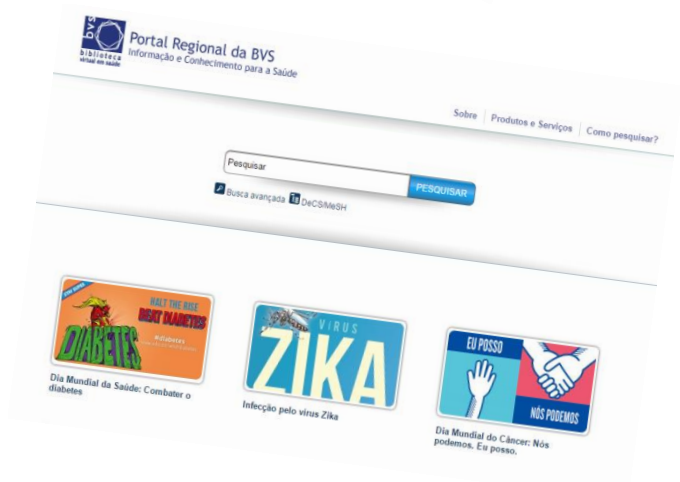 bvs
biblioteca
virtual em saúde
Portal Regional da BVS
Informação e Conhecimento para a Saúde
Sobre Produtos e Serviços Como pesquisar?
Pesquisar PESQUISAR
Busca avançada DeCS/MeSH
HALT THE RISE
BEAT DIABETES
DIABETES
#diabetes
Dia Mundial da Saúde: Combater o
diabetes
VIRUS
ZIKA
Infecção pelo vírus Zika
EU POSSO
NÓS PODEMOS
Dia Mundial do Câncer: Nós
podemos. Eu posso.